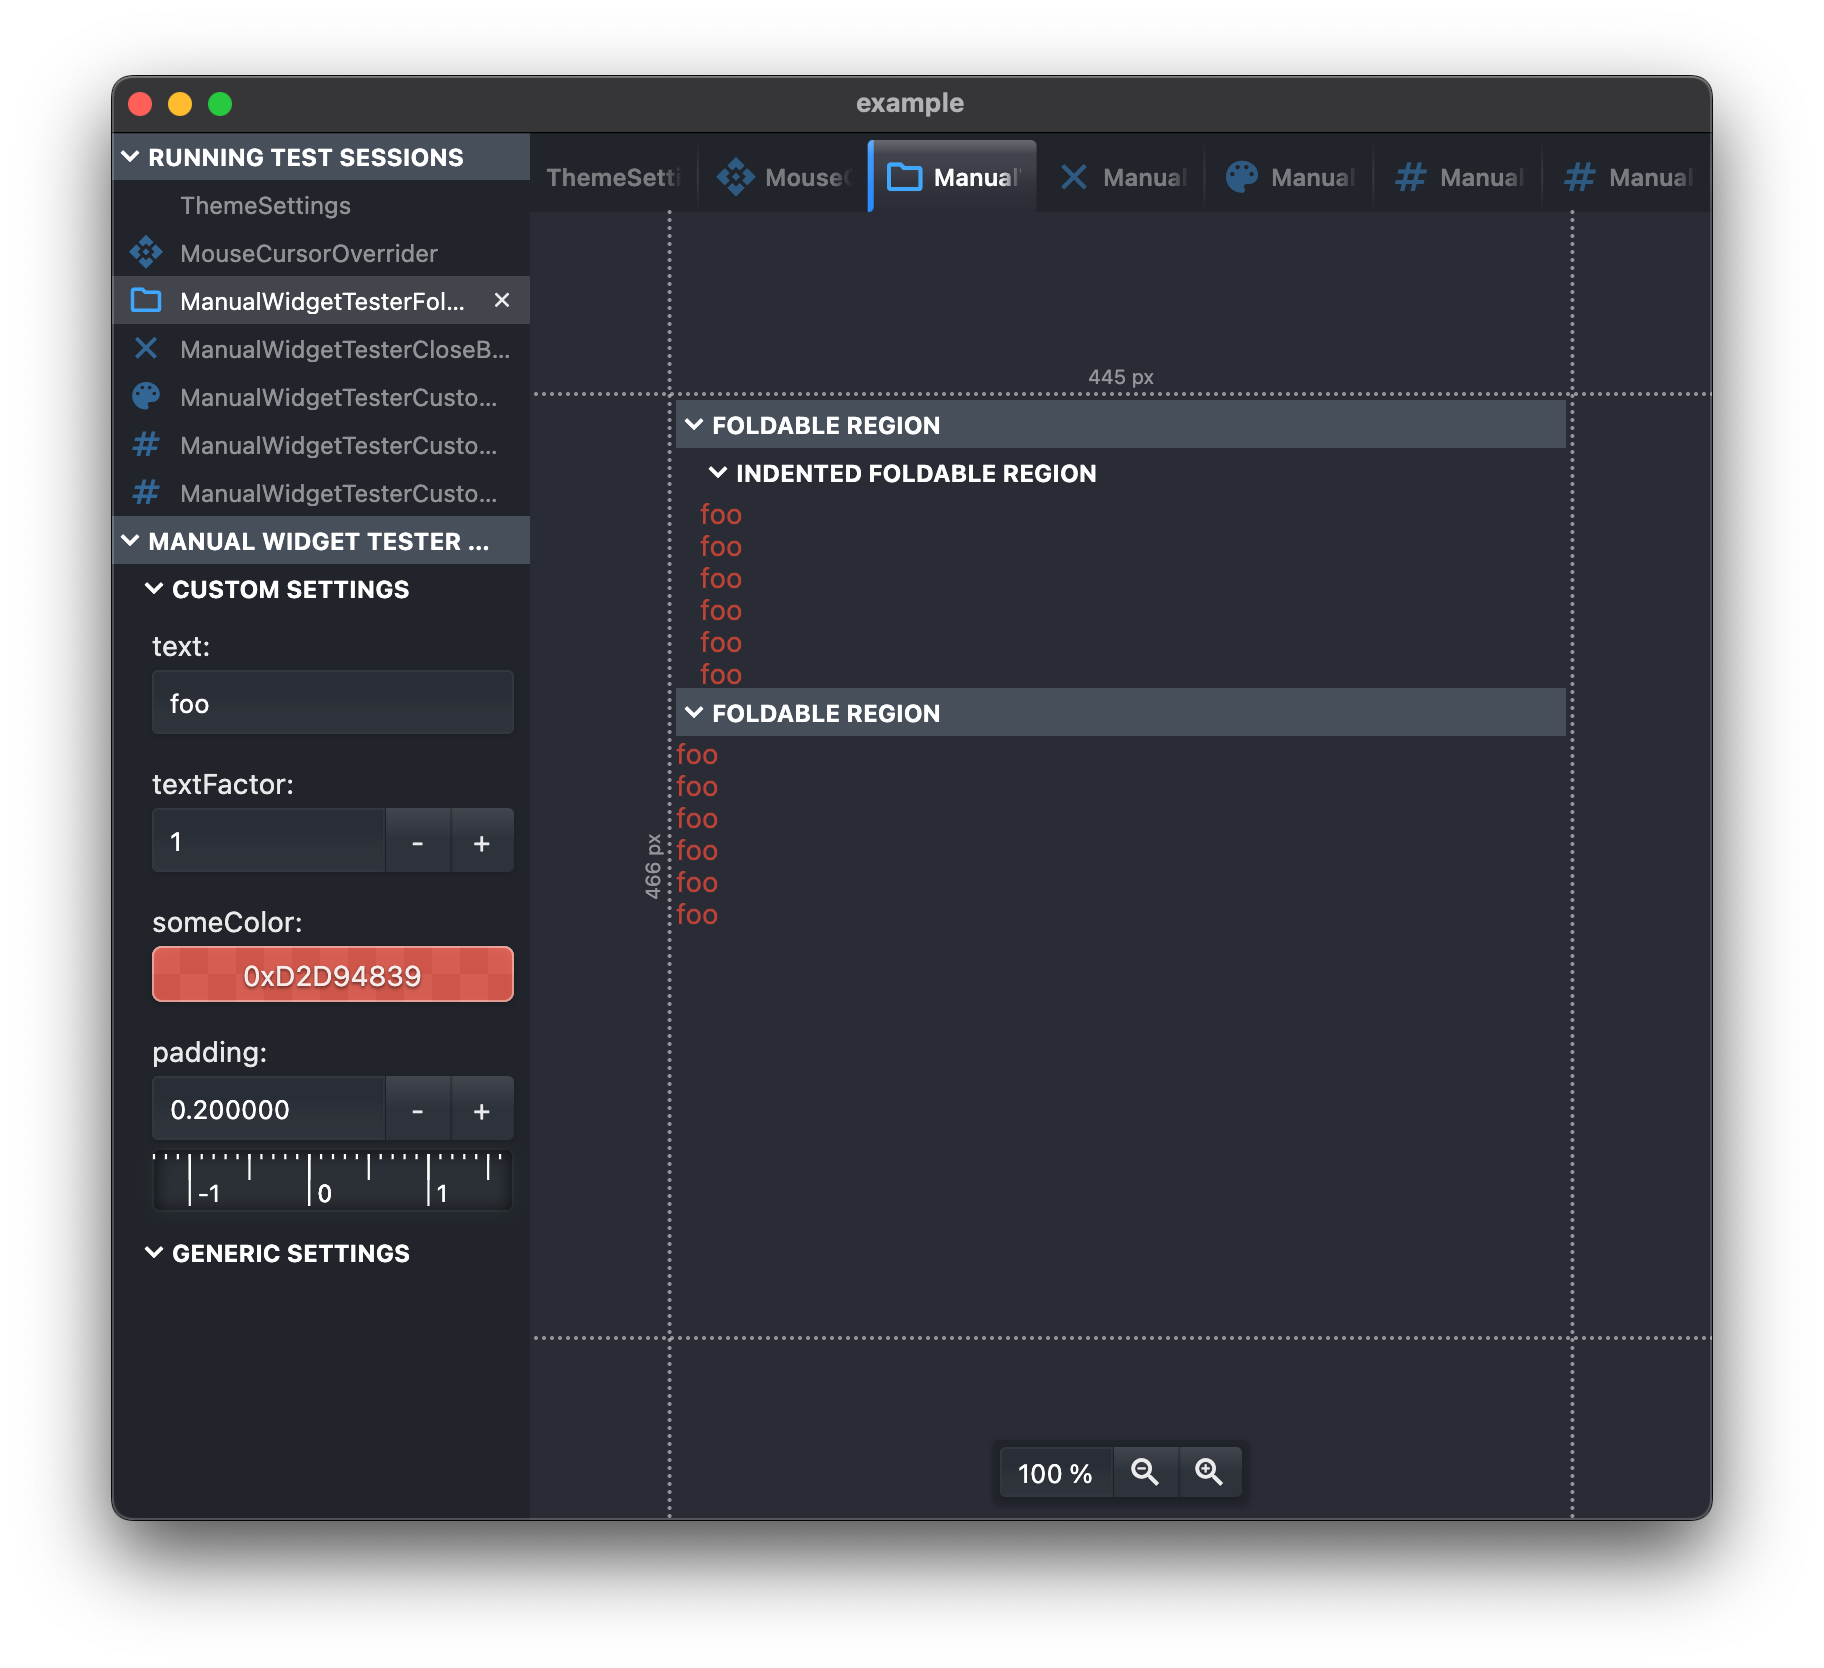 example
RUNNING TEST SESSIONS
ThemeSettings
MouseCursorOverrider
ManualWidgetTesterFol...
ManualWidgetTesterCloseB...
ManualWidgetTesterCusto...
ManualWidgetTesterCusto...
ManualWidgetTesterCusto...
MANUAL WIDGET TESTER ...
CUSTOM SETTINGS
text:
foo
textFactor:
1 - +
someColor:
0xD2D94839
padding:
0.200000 - +
-1 0 1
GENERIC SETTINGS
ThemeSetti Mouse Manual Manual Manual Manual Manual
445 px
FOLDABLE REGION
INDENTED FOLDABLE REGION
foo
foo
foo
foo
foo
foo
FOLDABLE REGION
foo
foo
foo
foo
foo
foo
466 px
100 %